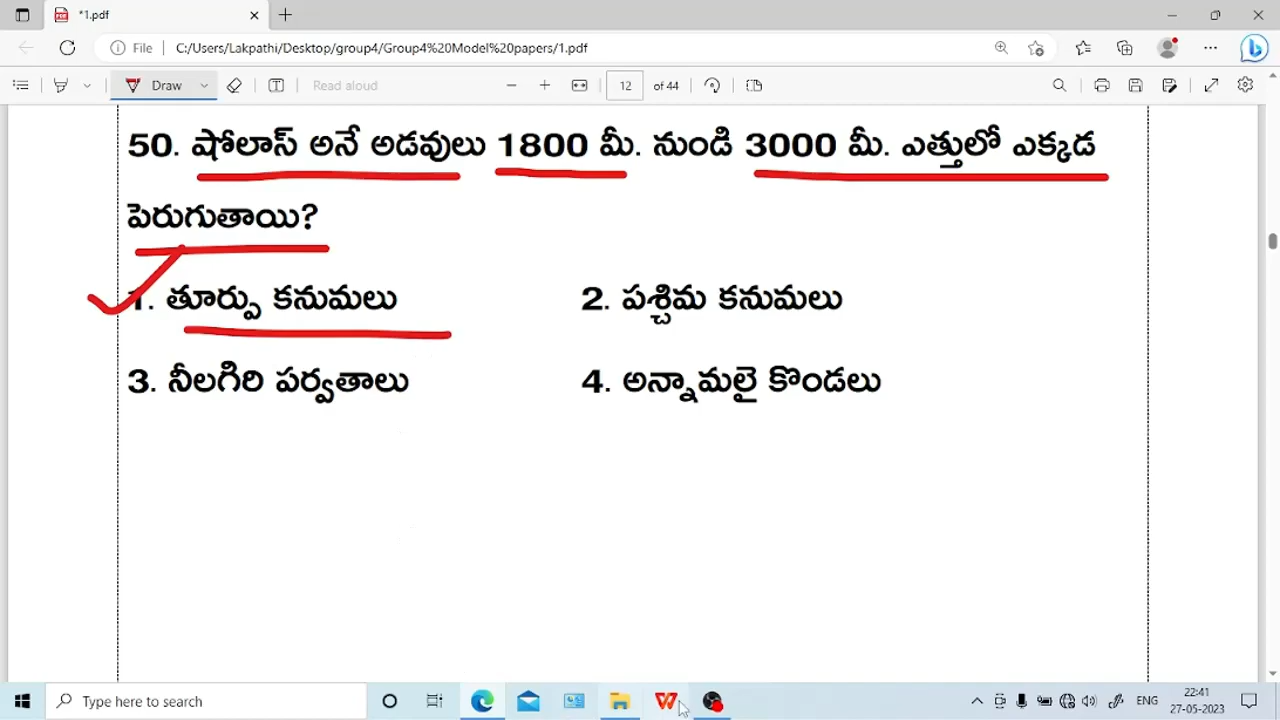 *1.pdf
File C:/Users/Lakpathi/Desktop/group4/Group4%20Model%20papers/1.pdf
Draw Read aloud 12 of 44
50. షోలాస్ అనే అడవులు 1800 మీ. నుండి 3000 మీ. ఎత్తులో ఎక్కడ
పెరుగుతాయి?
1. తూర్పు కనుమలు 2. పశ్చిమ కనుమలు
3. నీలగిరి పర్వతాలు 4. అన్నామలై కొండలు
Type here to search ENG 22:41
27-05-2023